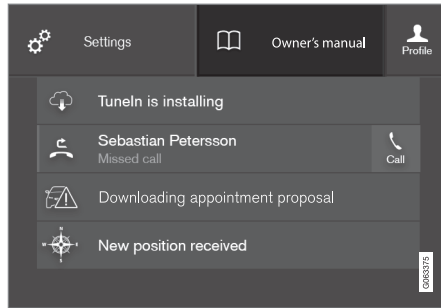 Settings
Owner's manual
Profile
TuneIn is installing
Sebastian Petersson
Missed call
Call
Downloading appointment proposal
New position received
G063375